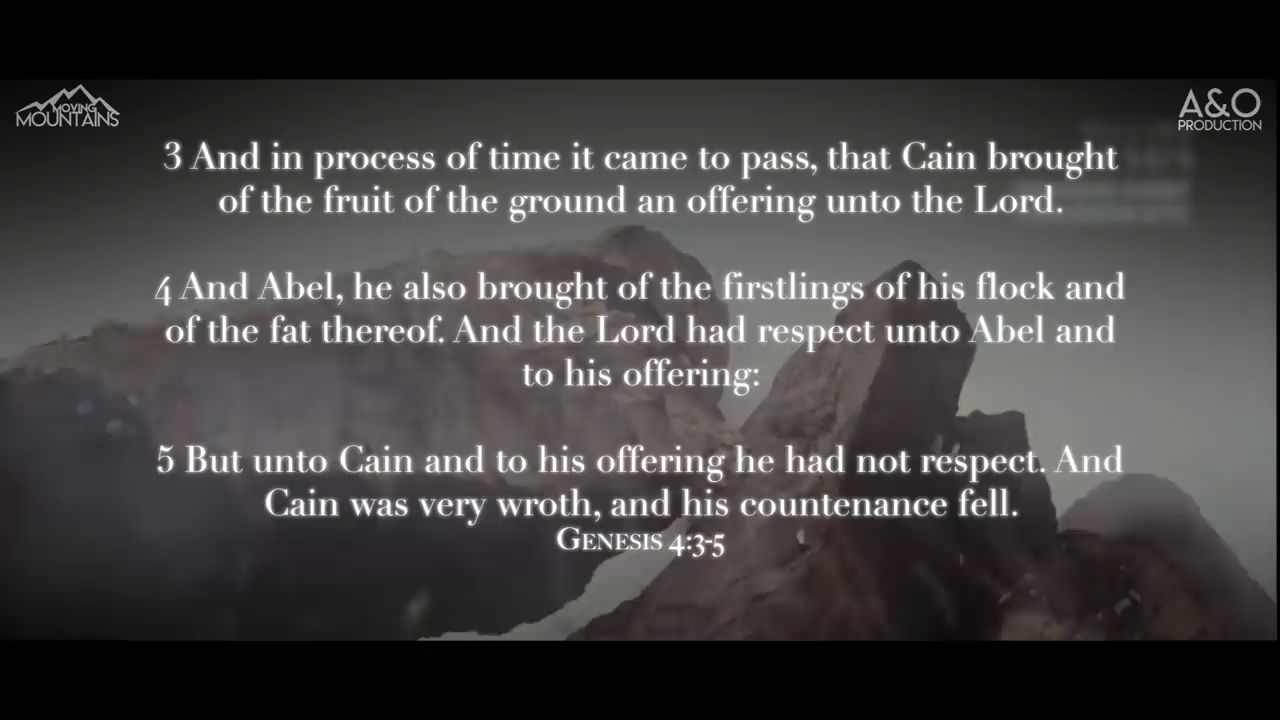 MOVING
MOUNTAINS
A&O
PRODUCTION
3 And in process of time it came to pass, that Cain brought
of the fruit of the ground an offering unto the Lord.
4 And Abel, he also brought of the firstlings of his flock and
of the fat thereof. And the Lord had respect unto Abel and
to his offering:
5 But unto Cain and to his offering he had not respect. And
Cain was very wroth, and his countenance fell.
GENESIS 4:3-5